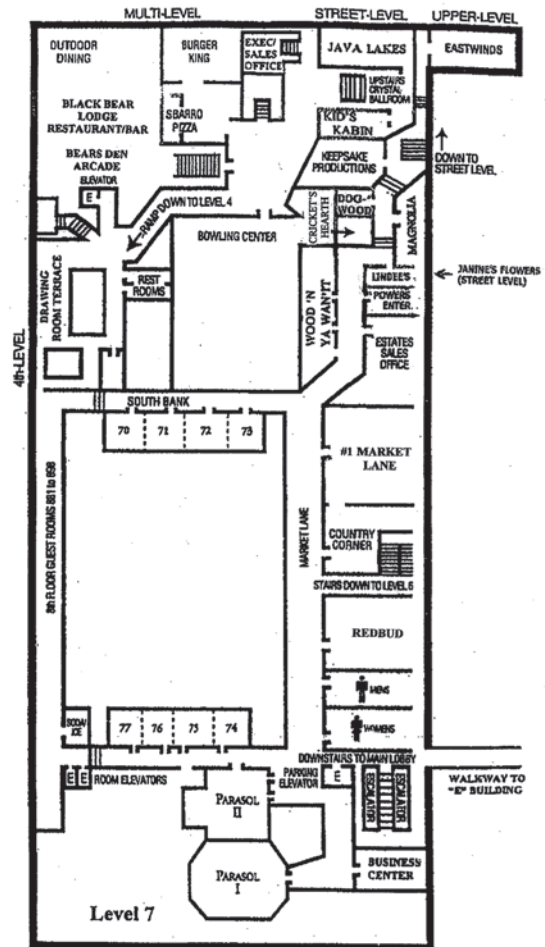 MULTI-LEVEL
STREET-LEVEL
UPPER-LEVEL
OUTDOOR
DINING
BURGER
KING
EXEC/
SALES
OFFICE
JAVA LAKES
EASTWINDS
UPSTAIRS
CRYSTAL
BALLROOM
BLACK BEAR
LODGE
RESTAURANT/BAR
SBARRO
PIZZA
KID'S
KABIN
BEARS DEN
ARCADE
KEEPSAKE
PRODUCTIONS
DOWN TO
STREET LEVEL
ELEVATOR
E
RAMP DOWN TO LEVEL 4
CRICKET'S
HEARTH
DOG-
WOOD
MAGNOLIA
BOWLING CENTER
LINDEE'S
JANINE'S FLOWERS
(STREET LEVEL)
DRAWING
ROOM TERRACE
REST
ROOMS
WOOD 'N
YA WAN'IT
POWERS
ENTER.
ESTATES
SALES
OFFICE
4th-LEVEL
SOUTH BANK
70 71 72 73
#1 MARKET
LANE
8th FLOOR GUEST ROOMS 881 to 898
MARKET LANE
COUNTRY
CORNER
STAIRS DOWN TO LEVEL 6
REDBUD
MENS
WOMENS
SODA/
ICE
77 76 75 74
DOWNSTAIRS TO MAIN LOBBY
E E
ROOM ELEVATORS
PARKING
ELEVATOR
E
ESCALATOR
ESCALATOR
WALKWAY TO
"E" BUILDING
PARASOL
II
PARASOL
I
BUSINESS
CENTER
Level 7